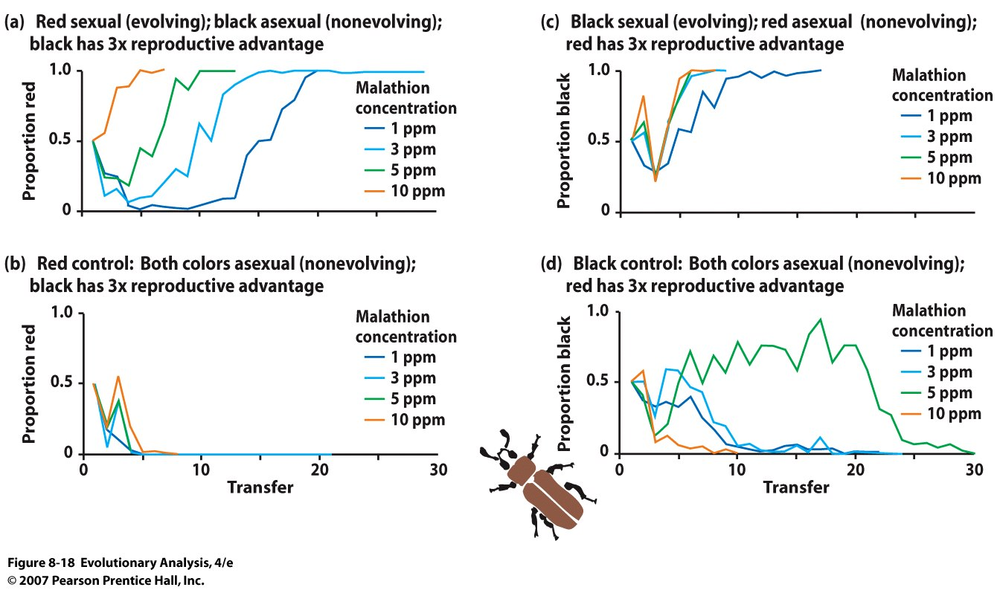 (a) Red sexual (evolving); black asexual (nonevolving);
black has 3x reproductive advantage
Proportion red
1.0
0.5
0
Malathion
concentration
1 ppm
3 ppm
5 ppm
10 ppm
(b) Red control: Both colors asexual (nonevolving);
black has 3x reproductive advantage
Proportion red
1.0
0.5
0
Malathion
concentration
1 ppm
3 ppm
5 ppm
10 ppm
0 10 20 30
Transfer
(c) Black sexual (evolving); red asexual (nonevolving);
red has 3x reproductive advantage
Proportion black
1.0
0.5
0
Malathion
concentration
1 ppm
3 ppm
5 ppm
10 ppm
(d) Black control: Both colors asexual (nonevolving);
red has 3x reproductive advantage
Proportion black
1.0
0.5
0
Malathion
concentration
1 ppm
3 ppm
5 ppm
10 ppm
0 10 20 30
Transfer
Figure 8-18 Evolutionary Analysis, 4/e
© 2007 Pearson Prentice Hall, Inc.